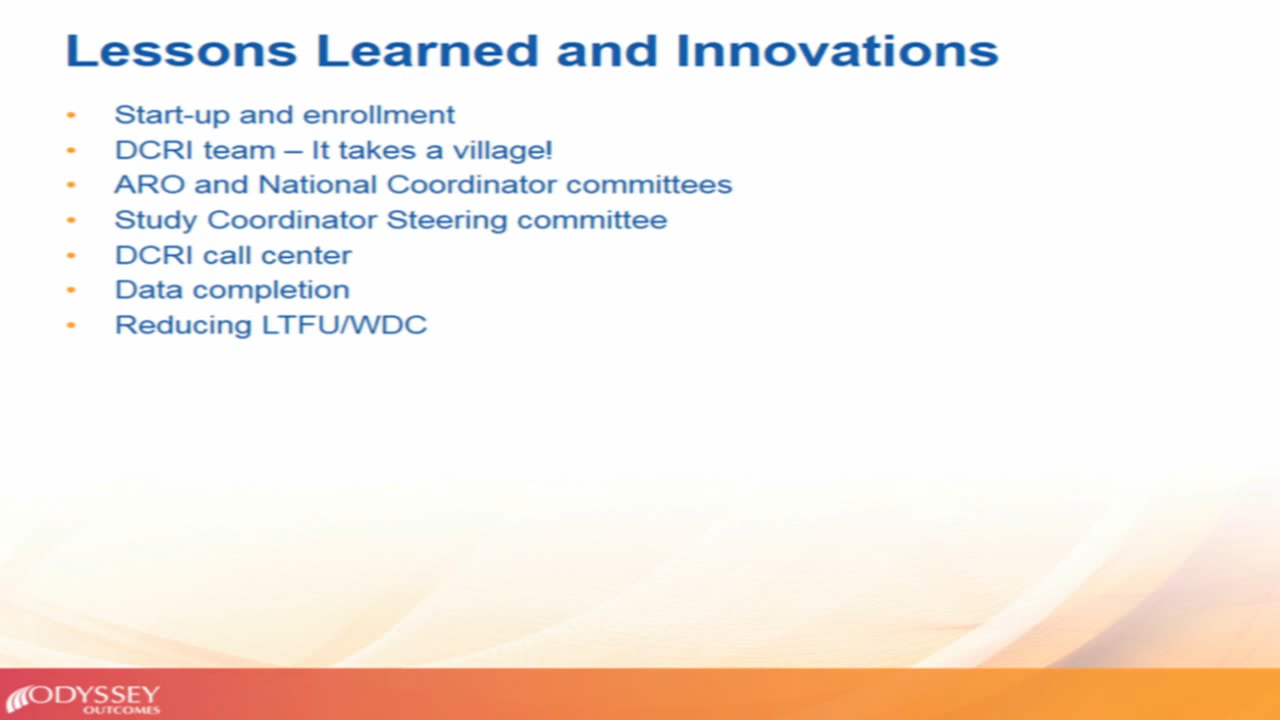 Lessons Learned and Innovations
• Start-up and enrollment
• DCRI team – It takes a village!
• ARO and National Coordinator committees
• Study Coordinator Steering committee
• DCRI call center
• Data completion
• Reducing LTFU/WDC
ODYSSEY
OUTCOMES